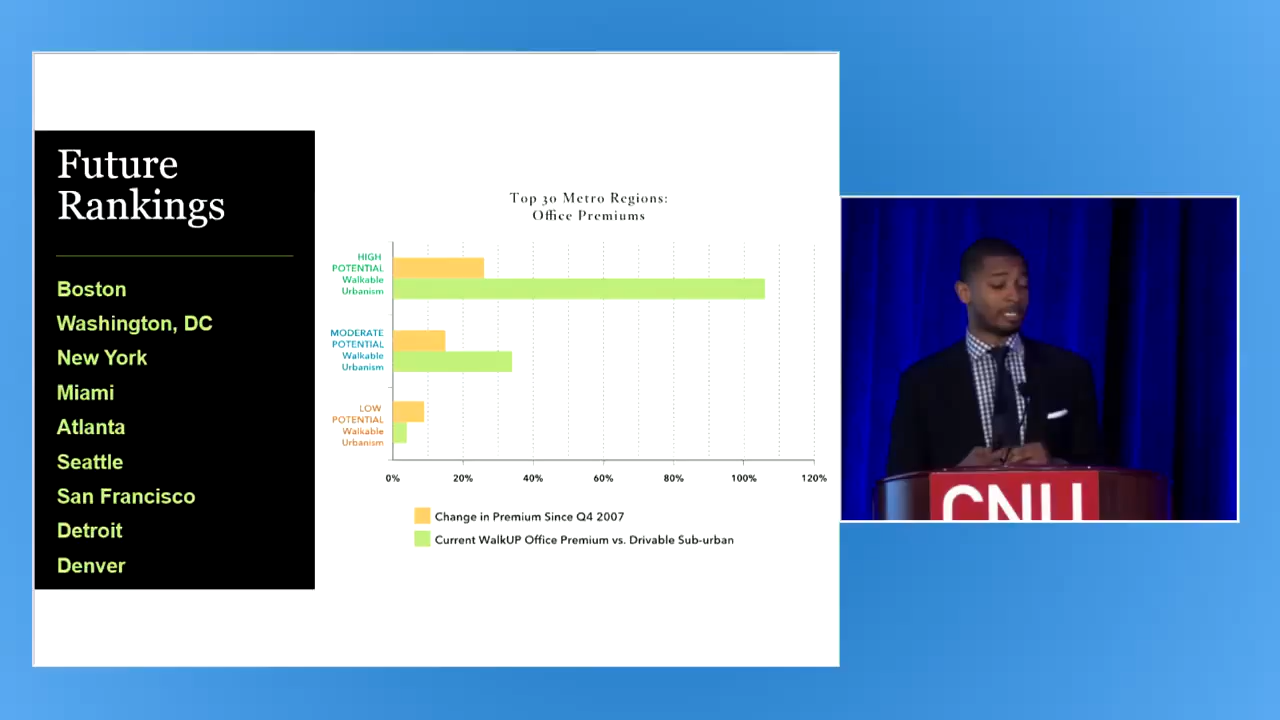 Future
Rankings
Boston
Washington, DC
New York
Miami
Atlanta
Seattle
San Francisco
Detroit
Denver
Top 30 Metro Regions:
Office Premiums
HIGH
POTENTIAL
Walkable
Urbanism
MODERATE
POTENTIAL
Walkable
Urbanism
LOW
POTENTIAL
Walkable
Urbanism
0% 20% 40% 60% 80% 100% 120%
Change in Premium Since Q4 2007
Current WalkUP Office Premium vs. Drivable Sub-urban
CNU